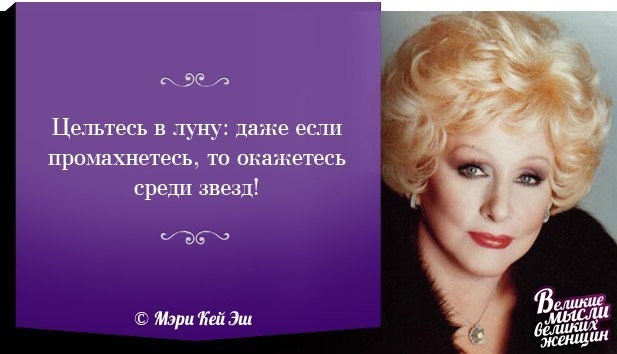 Цельтесь в луну: даже если
промахнетесь, то окажетесь
среди звезд!
© Мэри Кей Эш
Великие
мысли
великих
женщин